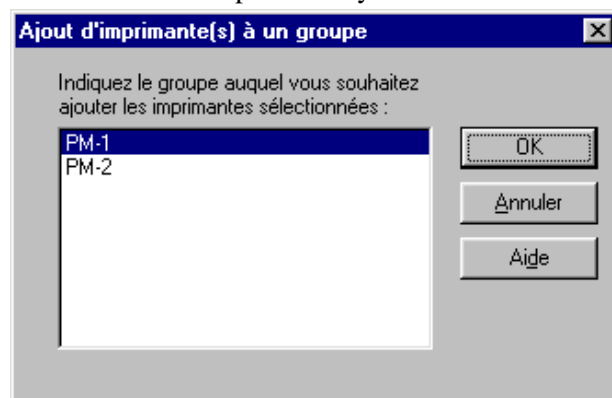 Ajout d'imprimante(s) à un groupe
Indiquez le groupe auquel vous souhaitez
ajouter les imprimantes sélectionnées :
PM-1
PM-2
OK
Annuler
Aide